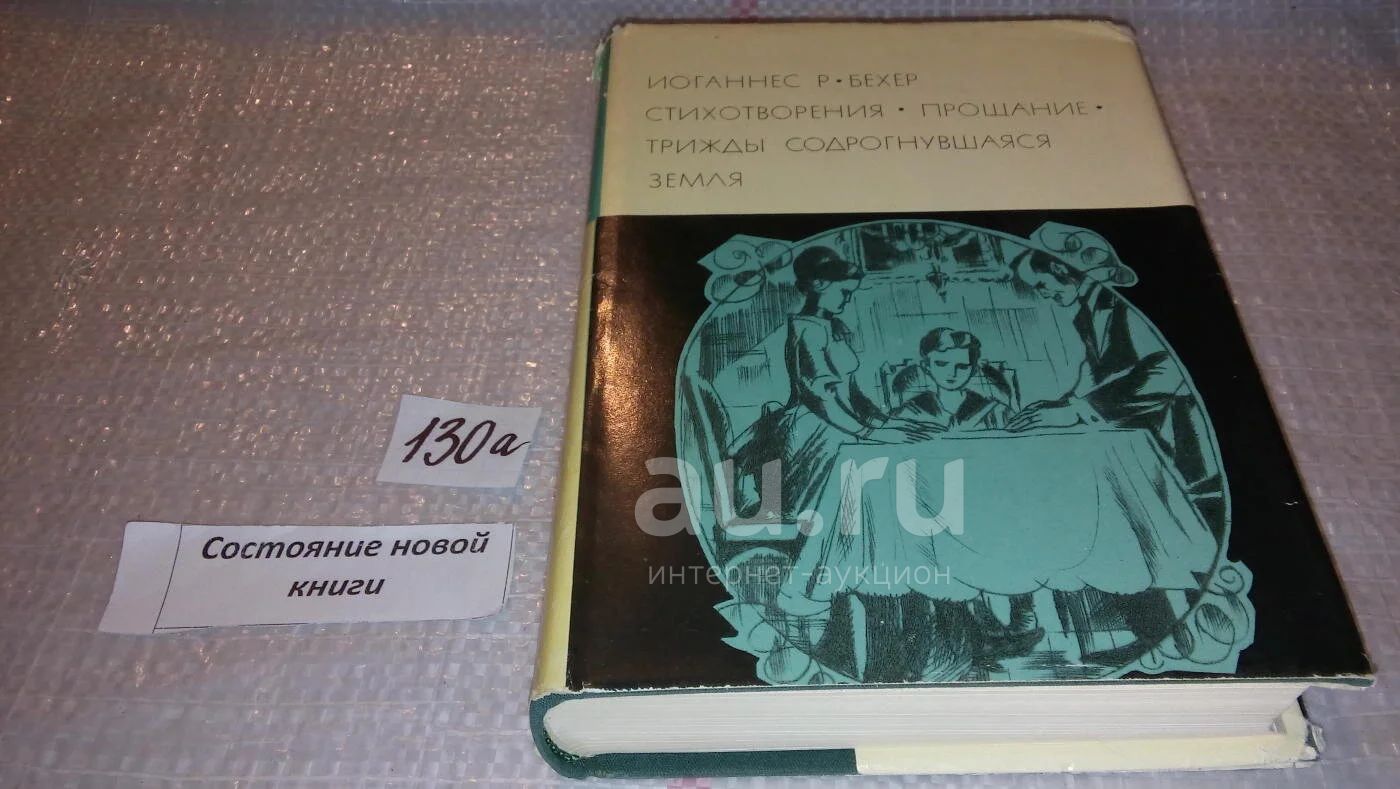 ИОГАННЕС Р • БЕХЕР
СТИХОТВОРЕНИЯ • ПРОЩАНИЕ •
ТРИЖДЫ СОДРОГНУВШАЯСЯ
ЗЕМЛЯ
130а
Состояние новой
книги
au.ru
интернет-аукцион